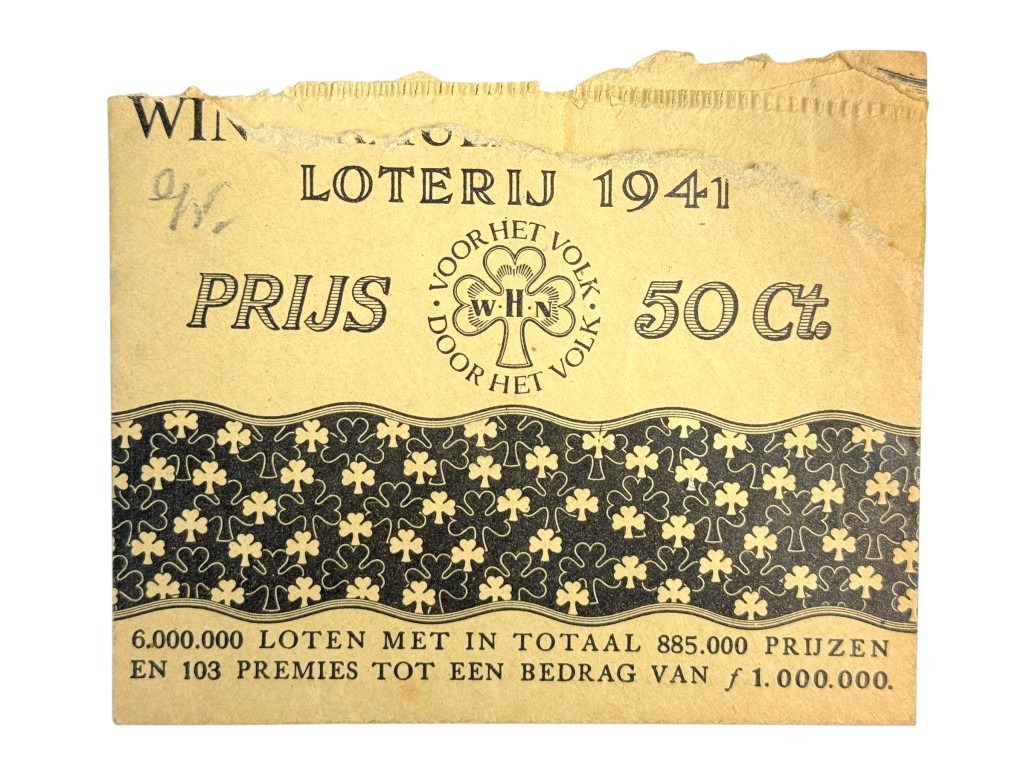 LOTERIJ 1941
VOOR HET VOLK
PRIJS
W·H·N
50 Ct.
DOOR HET VOLK
6.000.000 LOTEN MET IN TOTAAL 885.000 PRIJZEN
EN 103 PREMIES TOT EEN BEDRAG VAN ƒ 1.000.000.